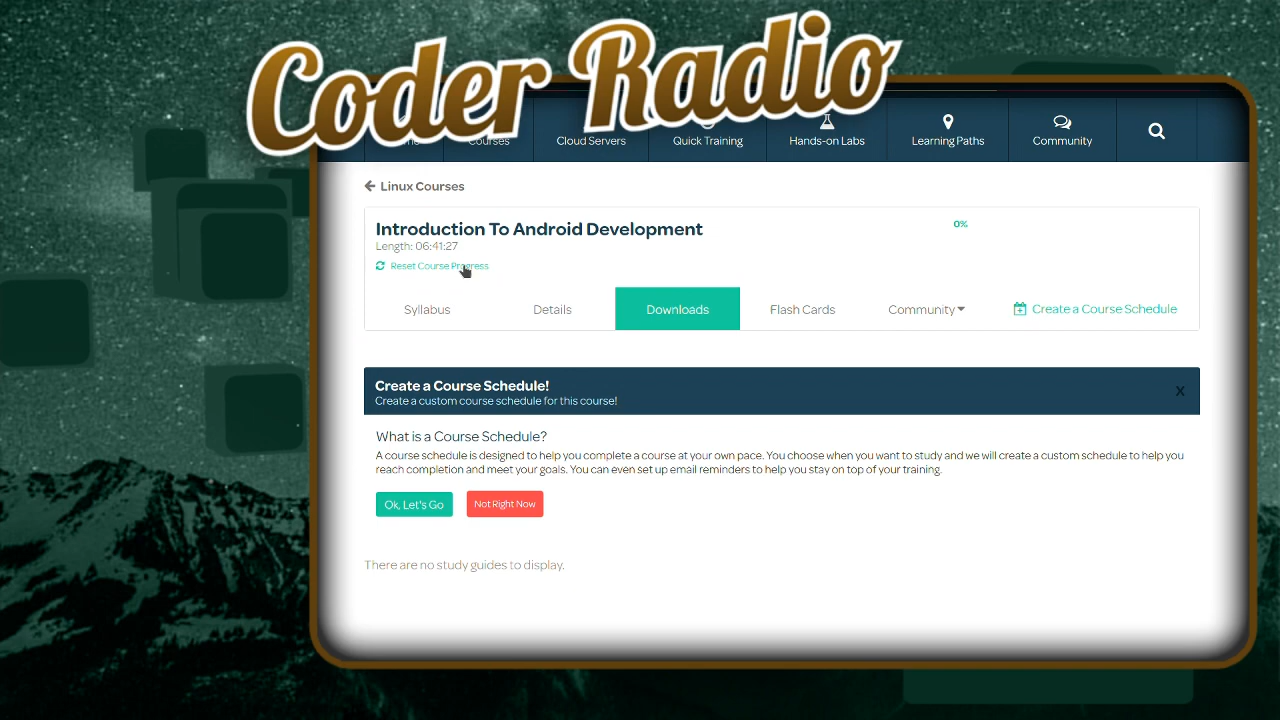 Coder Radio
Courses
Cloud Servers
Quick Training
Hands-on Labs
Learning Paths
Community
Linux Courses
Introduction To Android Development
0%
Length: 06:41:27
Reset Course Progress
Syllabus
Details
Downloads
Flash Cards
Community
Create a Course Schedule
Create a Course Schedule!
X
Create a custom course schedule for this course!
What is a Course Schedule?
A course schedule is designed to help you complete a course at your own pace. You choose when you want to study and we will create a custom schedule to help you
reach completion and meet your goals. You can even set up email reminders to help you stay on top of your training.
Ok, Let's Go
Not Right Now
There are no study guides to display.